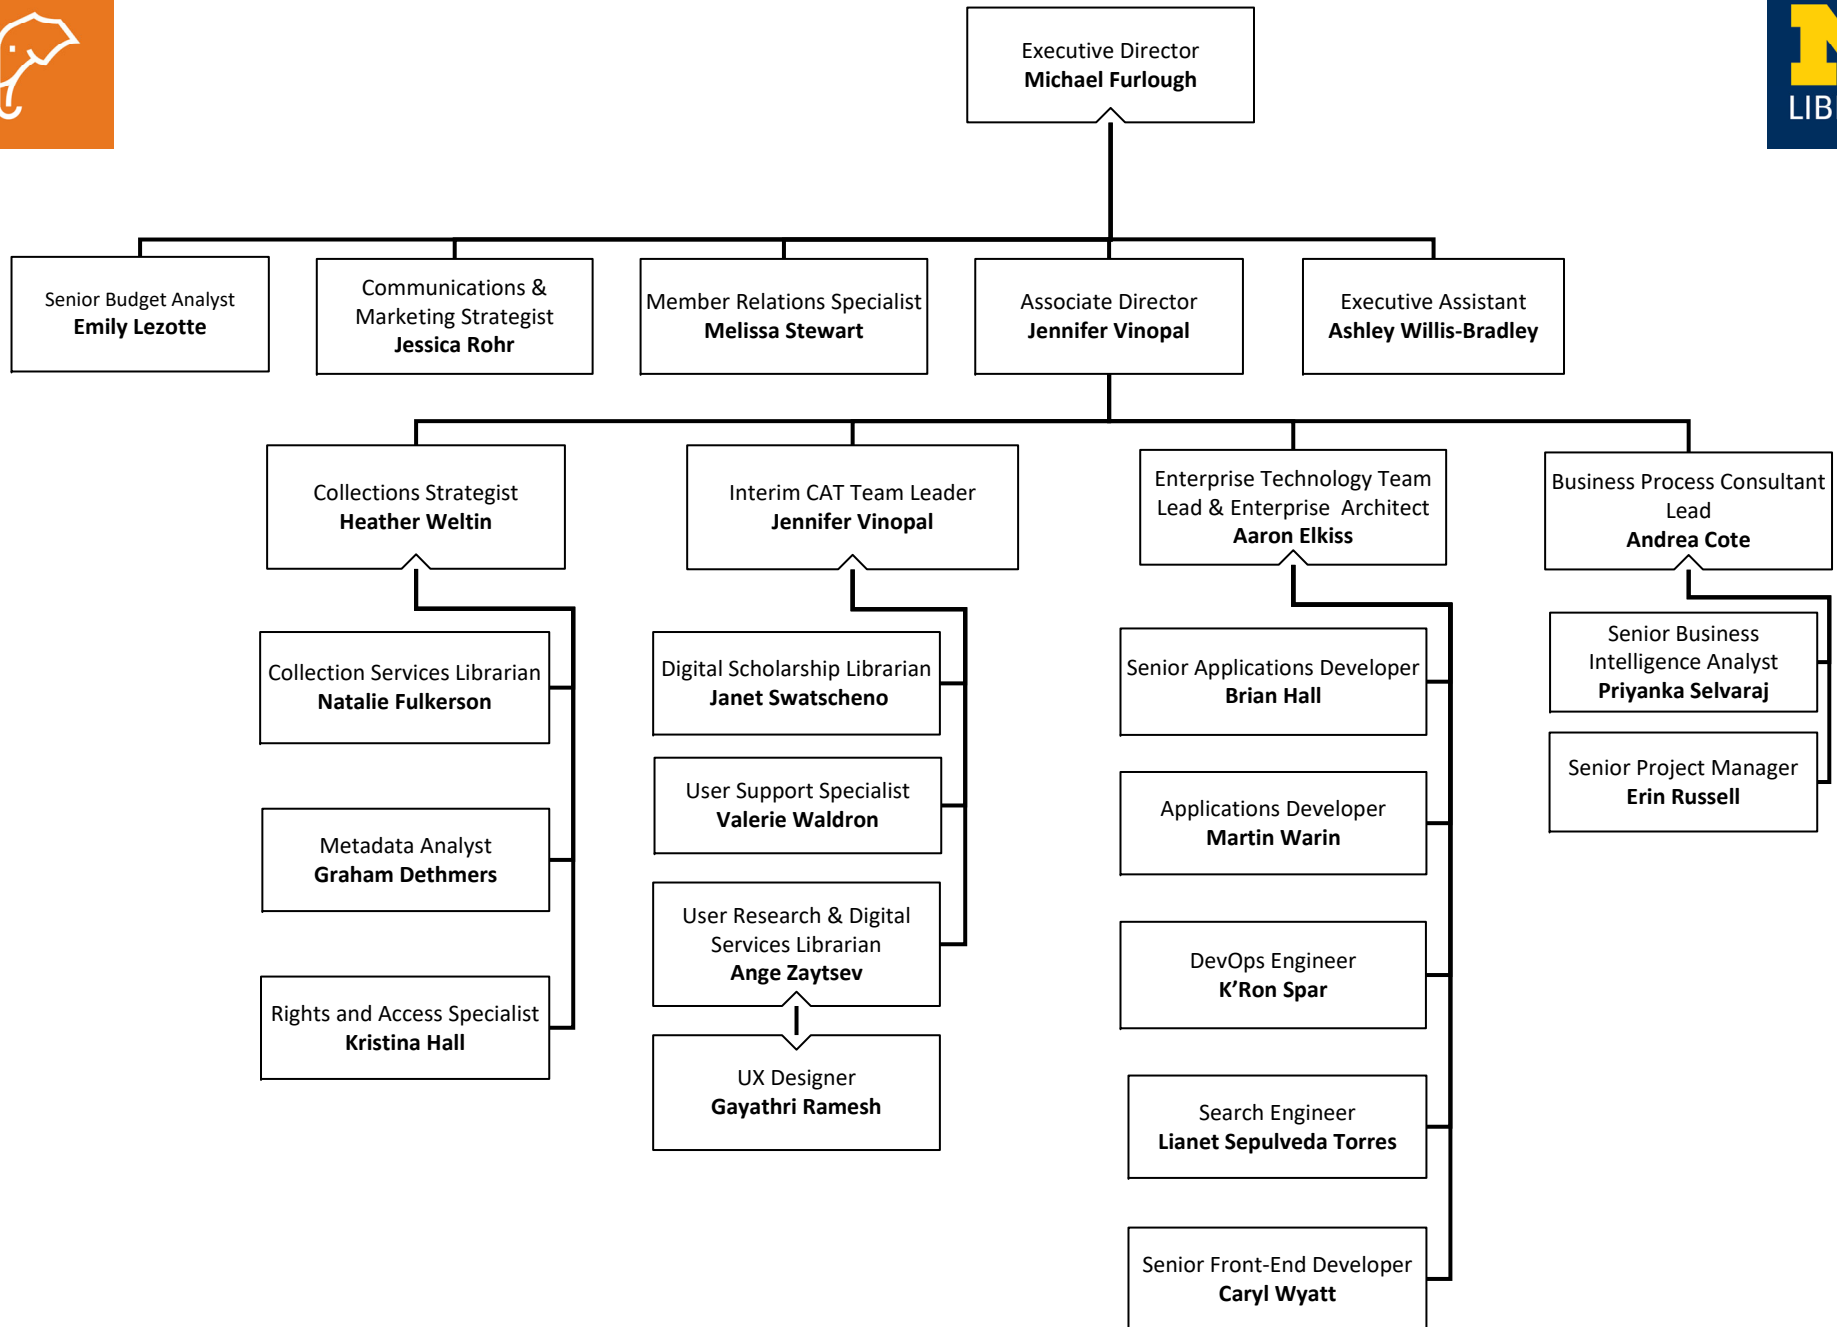 Executive Director
Michael Furlough
LIB
Senior Budget Analyst
Emily Lezotte
Communications &
Marketing Strategist
Jessica Rohr
Member Relations Specialist
Melissa Stewart
Associate Director
Jennifer Vinopal
Executive Assistant
Ashley Willis-Bradley
Collections Strategist
Heather Weltin
Interim CAT Team Leader
Jennifer Vinopal
Enterprise Technology Team
Lead & Enterprise Architect
Aaron Elkiss
Business Process Consultant
Lead
Andrea Cote
Collection Services Librarian
Natalie Fulkerson
Metadata Analyst
Graham Dethmers
Rights and Access Specialist
Kristina Hall
Digital Scholarship Librarian
Janet Swatscheno
User Support Specialist
Valerie Waldron
User Research & Digital
Services Librarian
Ange Zaytsev
UX Designer
Gayathri Ramesh
Senior Applications Developer
Brian Hall
Applications Developer
Martin Warin
DevOps Engineer
K’Ron Spar
Search Engineer
Lianet Sepulveda Torres
Senior Front-End Developer
Caryl Wyatt
Senior Business
Intelligence Analyst
Priyanka Selvaraj
Senior Project Manager
Erin Russell